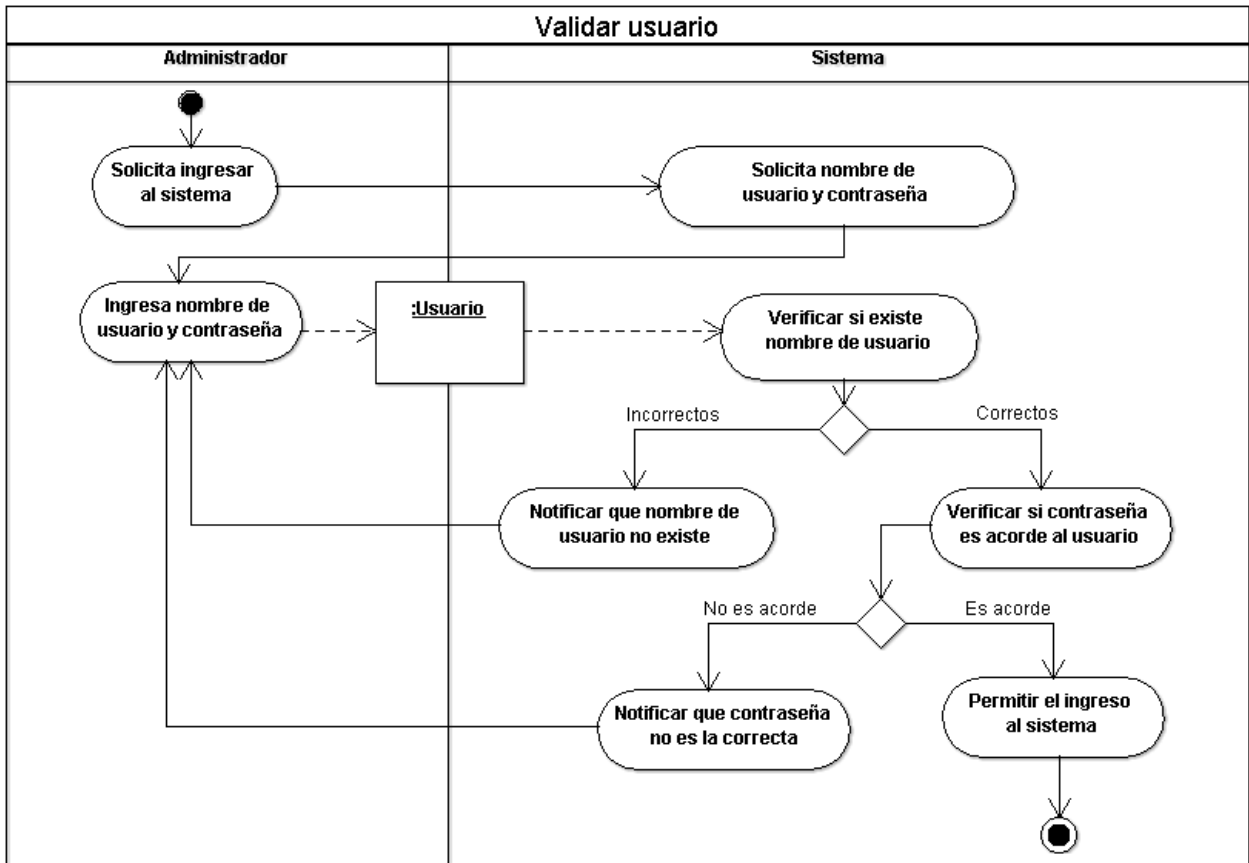 Validar usuario
Administrador
Sistema
Solicita ingresar
al sistema
Solicita nombre de
usuario y contraseña
Ingresa nombre de
usuario y contraseña
:Usuario
Verificar si existe
nombre de usuario
Incorrectos
Correctos
Notificar que nombre de
usuario no existe
Verificar si contraseña
es acorde al usuario
No es acorde
Es acorde
Notificar que contraseña
no es la correcta
Permitir el ingreso
al sistema